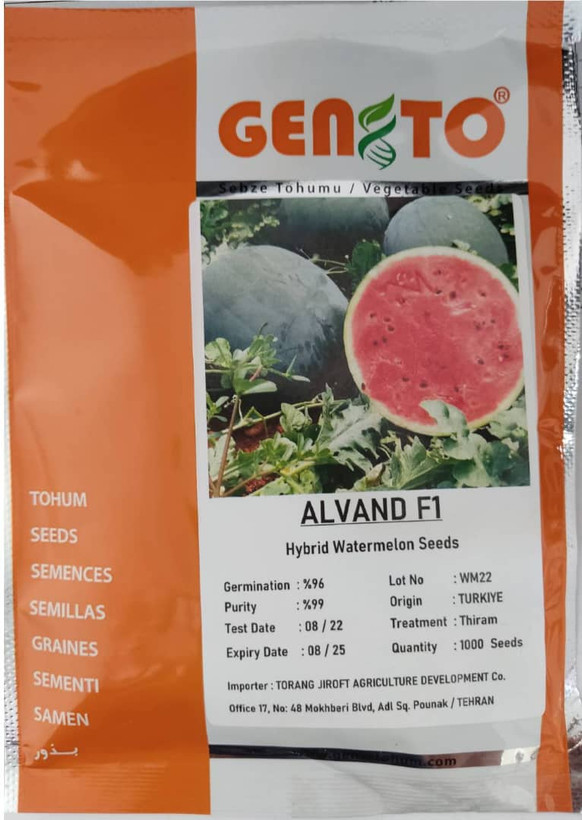 GENETO®
Sebze Tohumu / Vegetable Seeds
ALVAND F1
Hybrid Watermelon Seeds
Germination : %96
Purity : %99
Test Date : 08 / 22
Expiry Date : 08 / 25
Lot No : WM22
Origin : TURKIYE
Treatment : Thiram
Quantity : 1000 Seeds
Importer : TORANG JIROFT AGRICULTURE DEVELOPMENT Co.
Office 17, No: 48 Mokhberi Blvd, Adl Sq. Pounak / TEHRAN
TOHUM
SEEDS
SEMENCES
SEMILLAS
GRAINES
SEMENTI
SAMEN
بذور